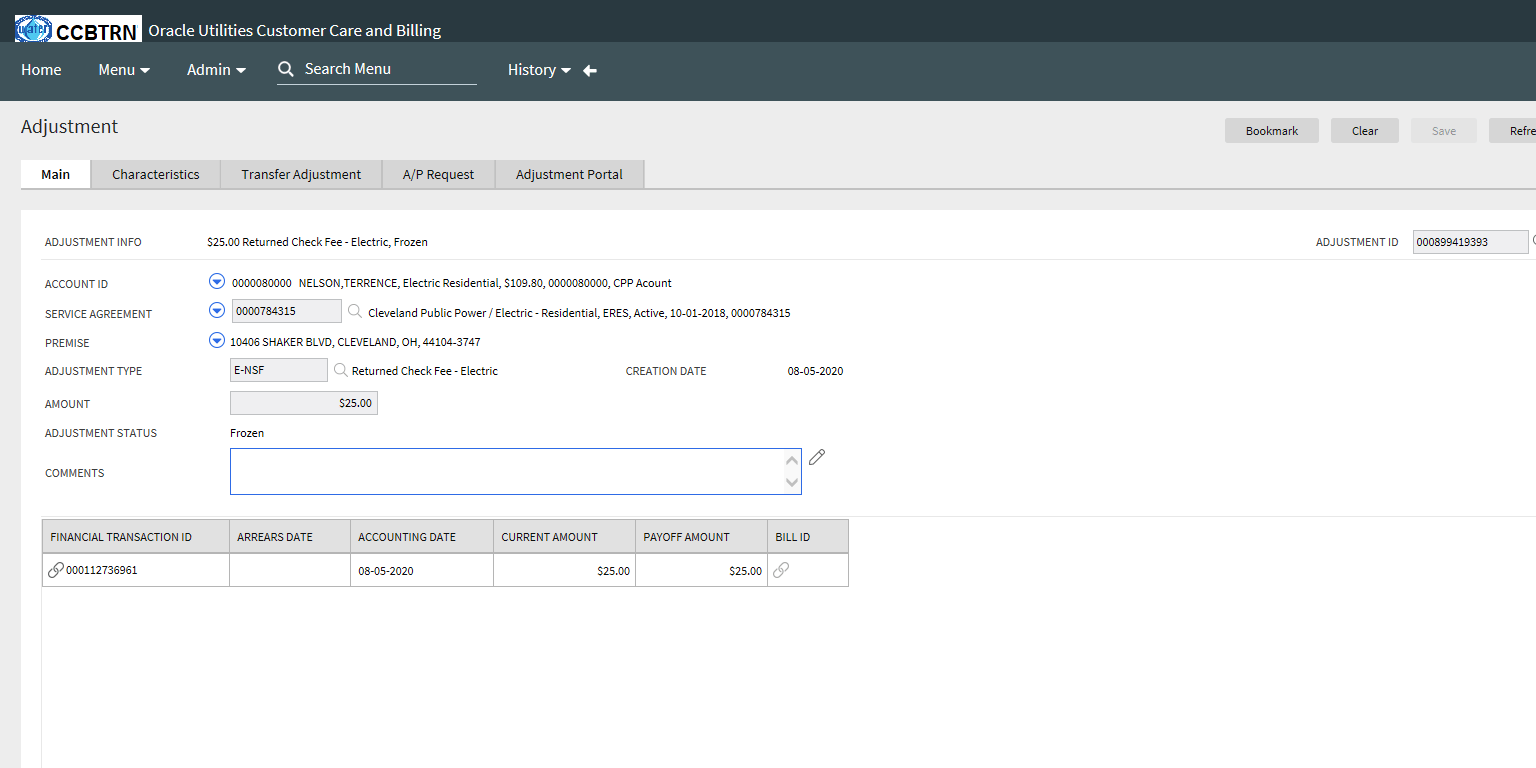 water CCBTRN Oracle Utilities Customer Care and Billing
Home Menu Admin Search Menu History
Adjustment
Bookmark Clear Save Refre
Main Characteristics Transfer Adjustment A/P Request Adjustment Portal
ADJUSTMENT INFO $25.00 Returned Check Fee - Electric, Frozen ADJUSTMENT ID 000899419393
ACCOUNT ID 0000080000 NELSON,TERRENCE, Electric Residential, $109.80, 0000080000, CPP Acount
SERVICE AGREEMENT 0000784315 Cleveland Public Power / Electric - Residential, ERES, Active, 10-01-2018, 0000784315
PREMISE 10406 SHAKER BLVD, CLEVELAND, OH, 44104-3747
ADJUSTMENT TYPE E-NSF Returned Check Fee - Electric CREATION DATE 08-05-2020
AMOUNT $25.00
ADJUSTMENT STATUS Frozen
COMMENTS
FINANCIAL TRANSACTION ID ARREARS DATE ACCOUNTING DATE CURRENT AMOUNT PAYOFF AMOUNT BILL ID
000112736961 08-05-2020 $25.00 $25.00